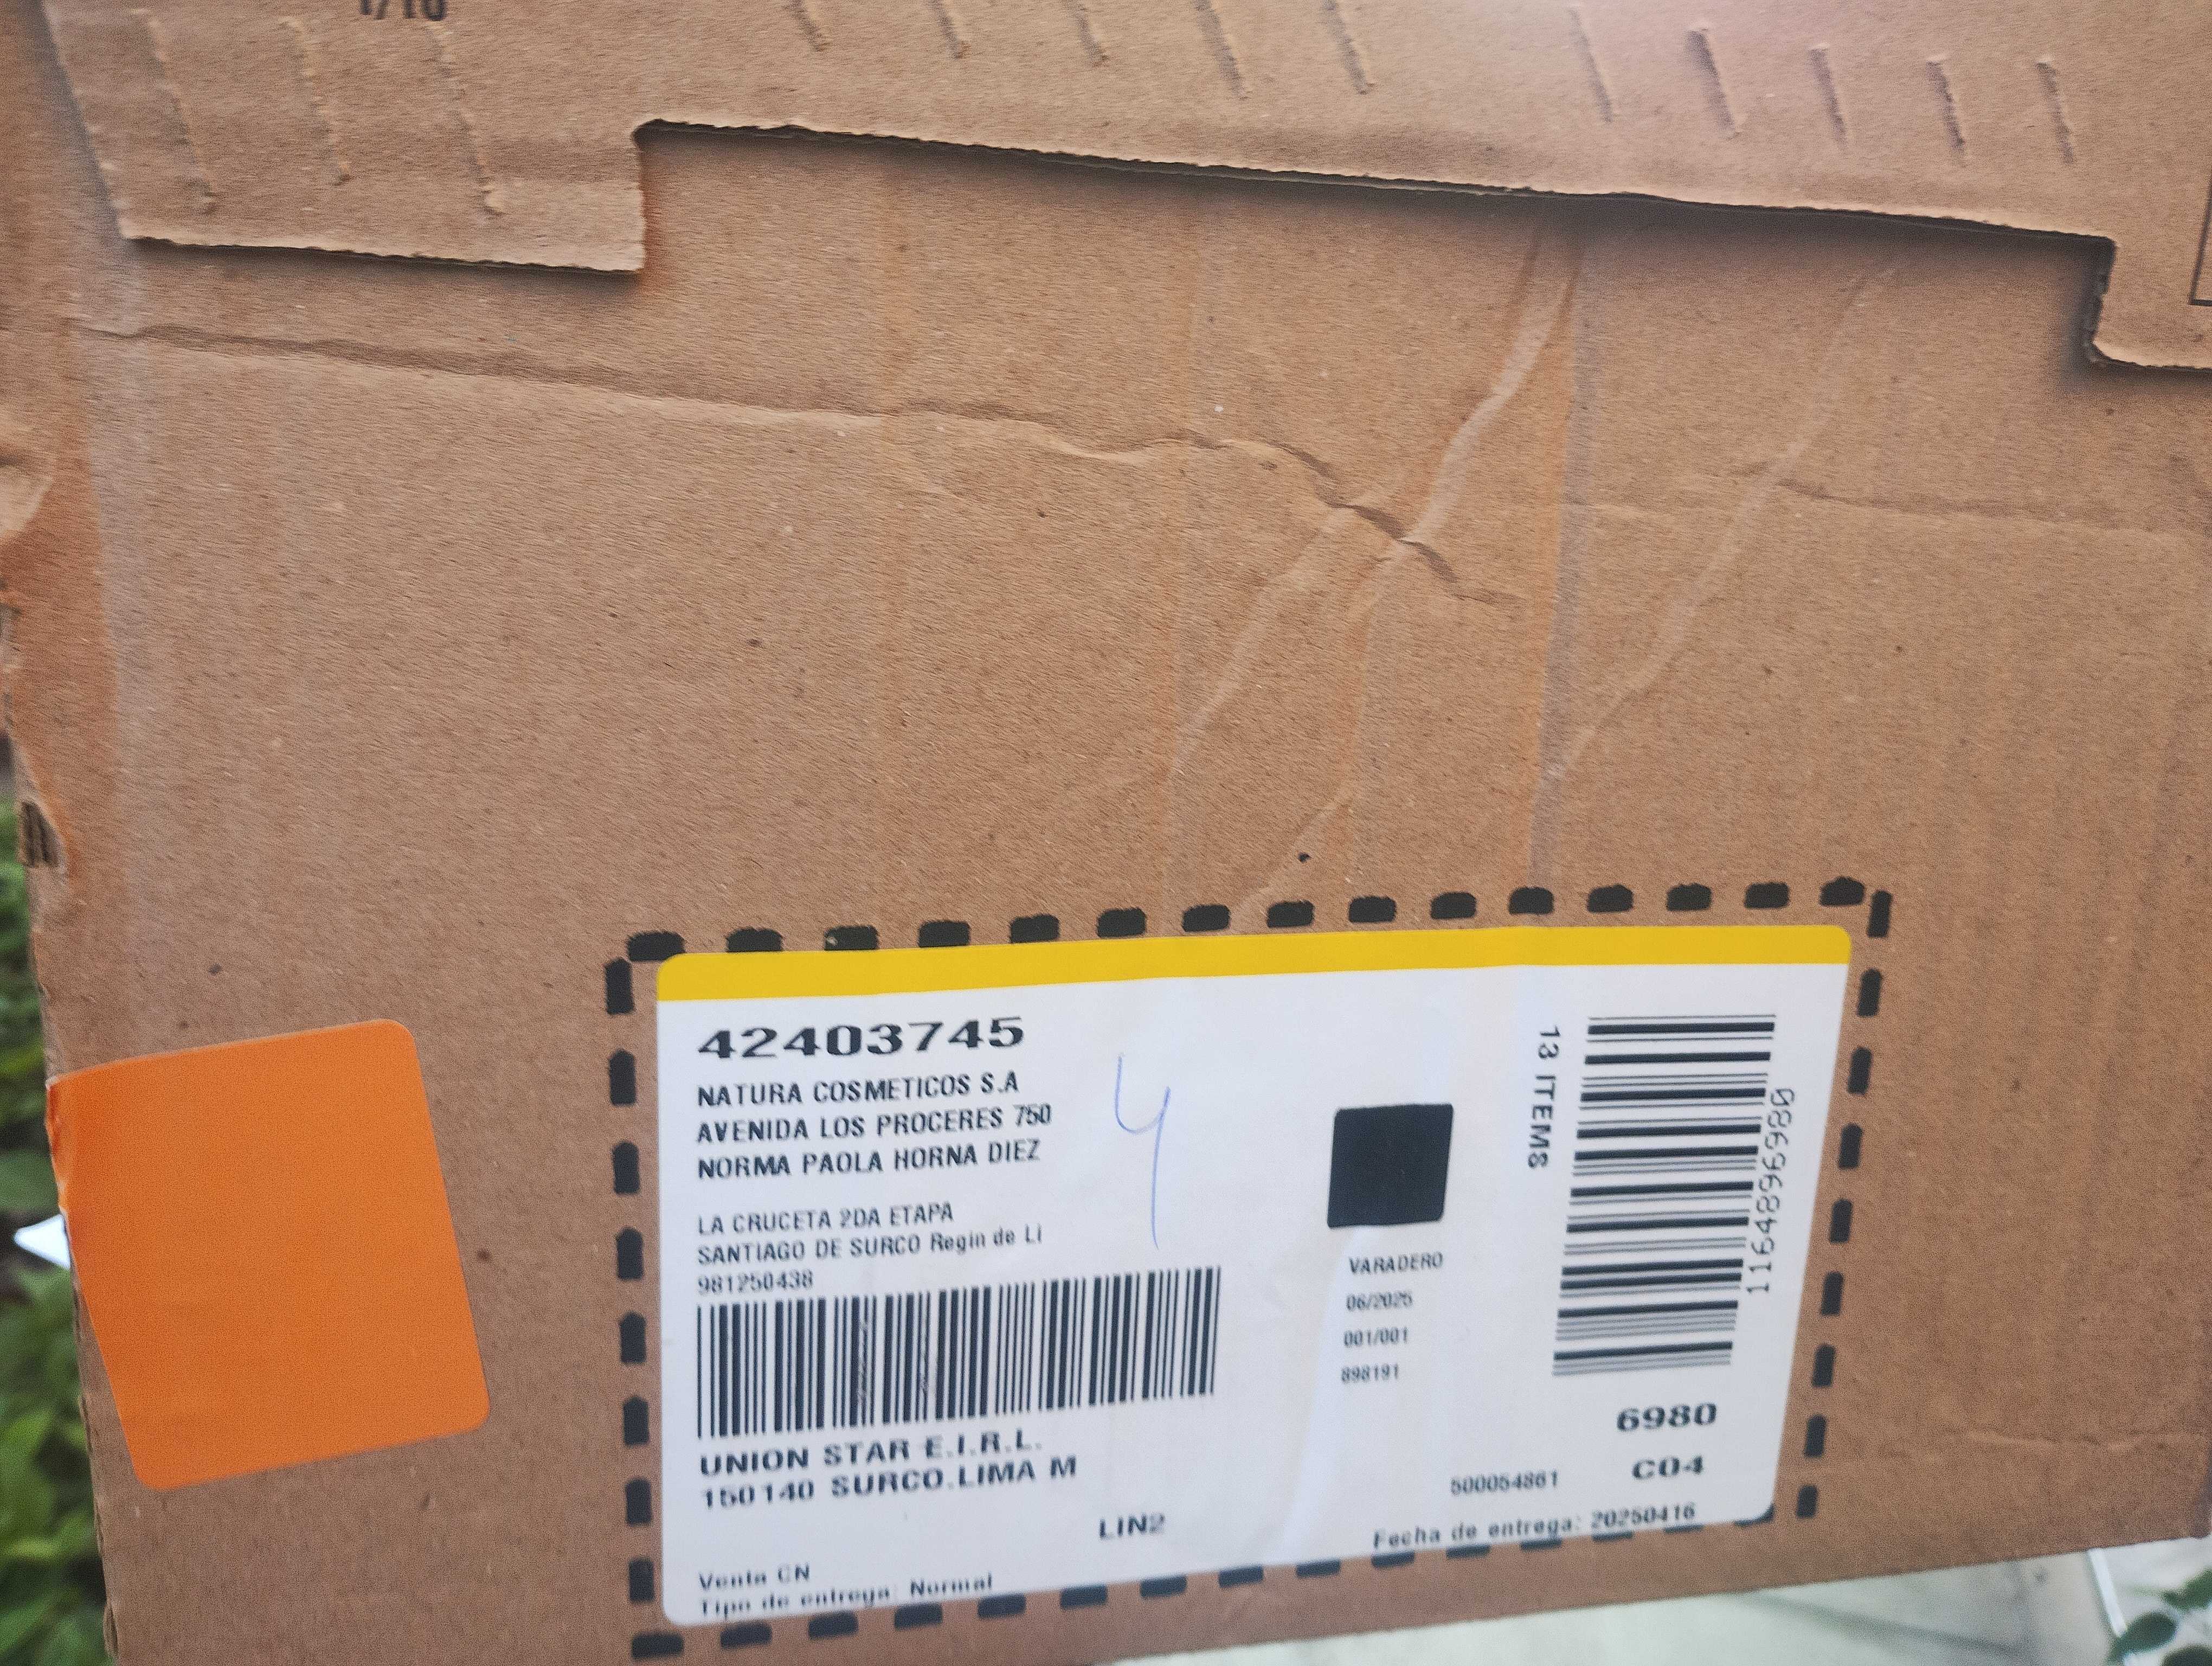 1/10
42403745
NATURA COSMETICOS S.A
AVENIDA LOS PROCERES 750
NORMA PAOLA HORNA DIEZ
4
LA CRUCETA 2DA ETAPA
SANTIAGO DE SURCO Regin de Li
981250438
UNION STAR E.I.R.L.
150140 SURCO.LIMA M
LIN2
Venta CN
Tipo de entrega: Normal
VARADERO
06/2025
001/001
898191
13 ITEMS
1164896980
6980
C04
500054861
Fecha de entrega: 20250416